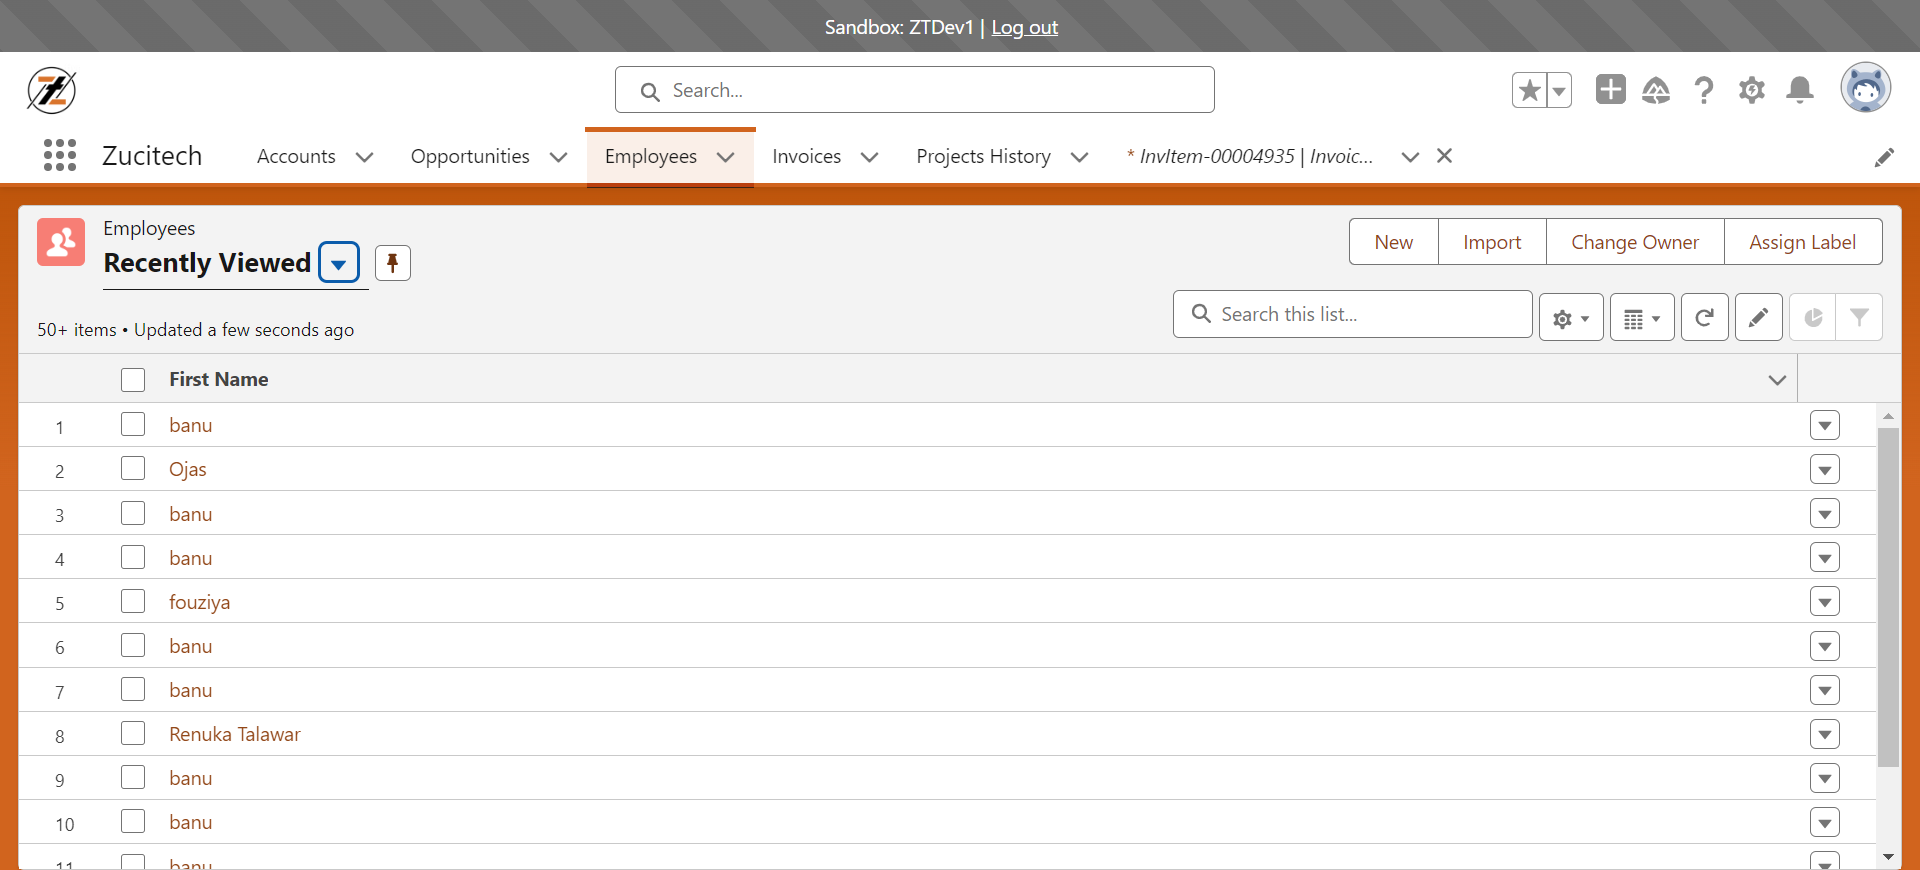 Sandbox: ZTDev1 | Log out
Search...
Zucitech
Accounts
Opportunities
Employees
Invoices
Projects History
* InvItem-00004935 | Invoic...
Employees
Recently Viewed
New
Import
Change Owner
Assign Label
50+ items • Updated a few seconds ago
Search this list...
First Name
1 banu
2 Ojas
3 banu
4 banu
5 fouziya
6 banu
7 banu
8 Renuka Talawar
9 banu
10 banu
11 banu